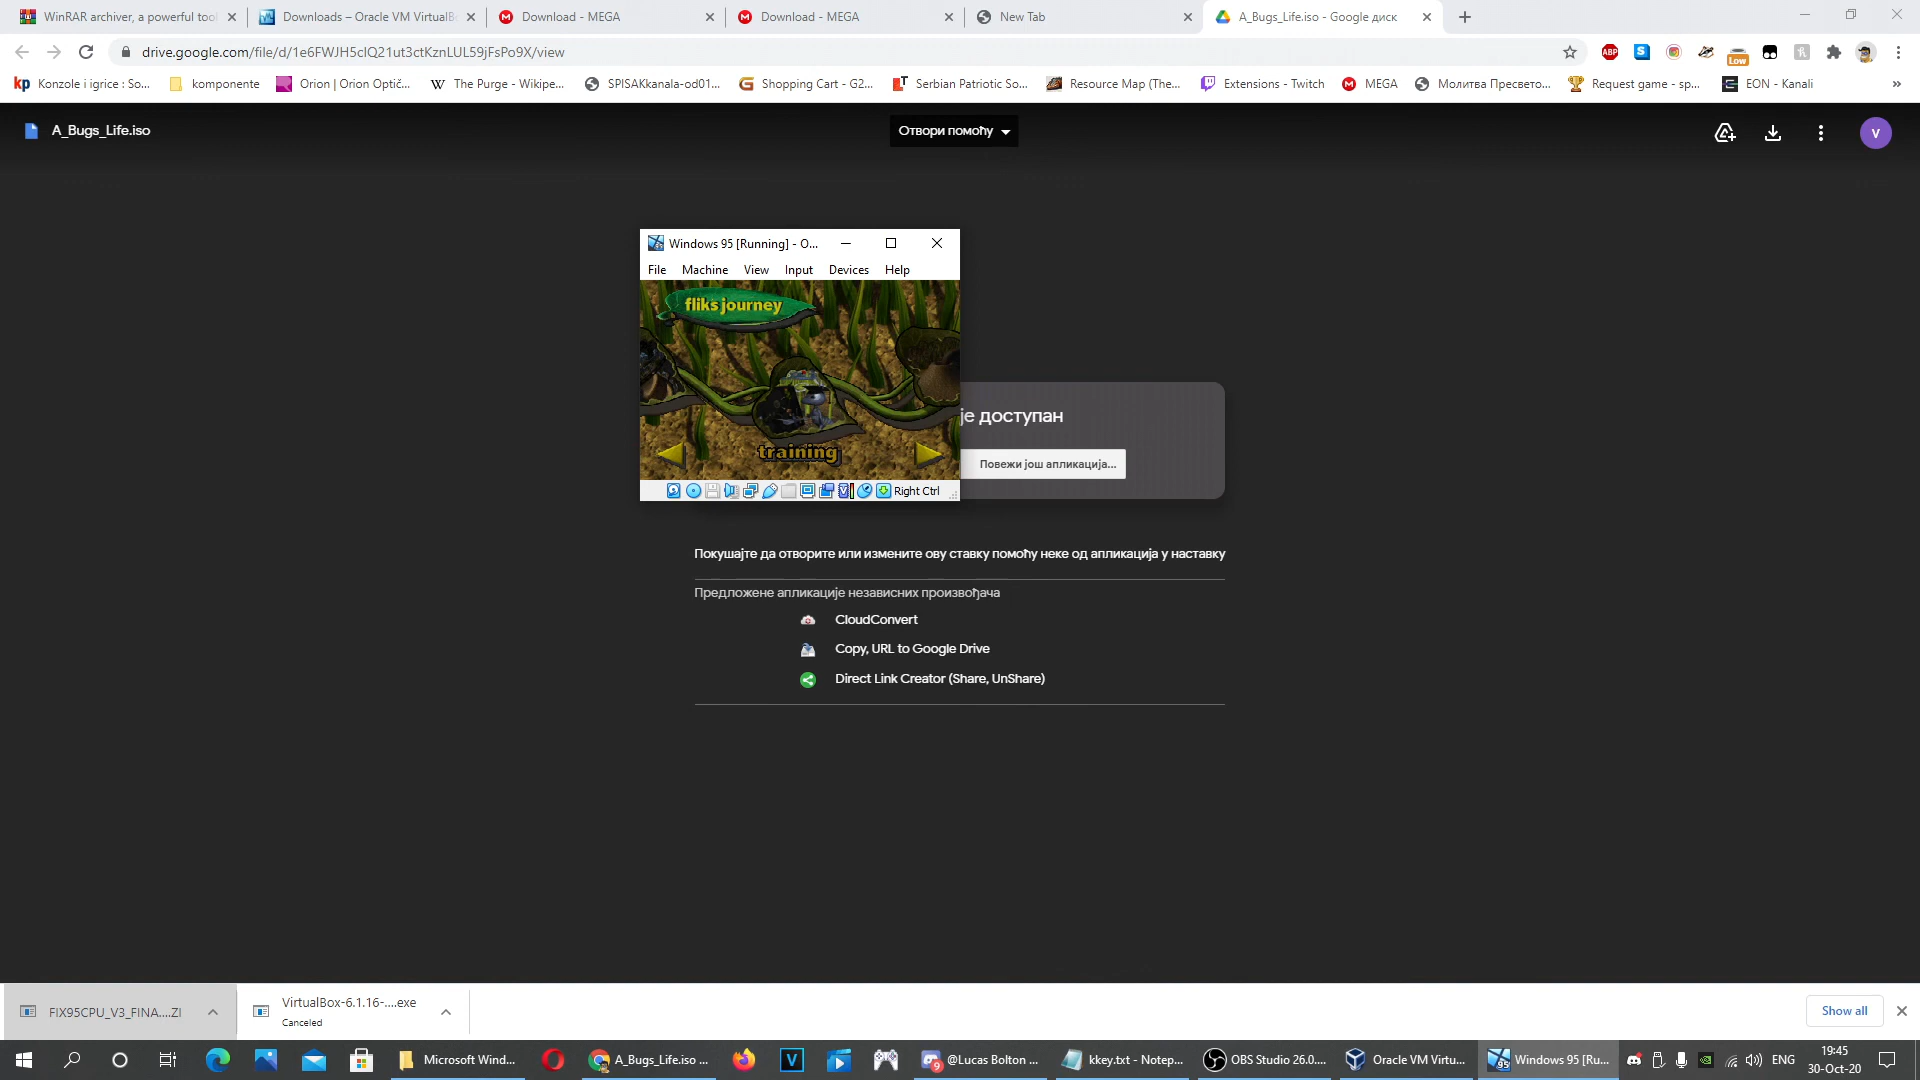 WinRAR archiver, a powerful tool
Downloads – Oracle VM VirtualB
Download - MEGA
Download - MEGA
New Tab
A_Bugs_Life.iso - Google диск
drive.google.com/file/d/1e6FWJH5cIQ21ut3ctKznLUL59jFsPo9X/view
ABP
S
Low
kp Konzole i igrice : So...
komponente
Orion | Orion Optič...
W The Purge - Wikipe...
SPISAKkanala-od01...
Shopping Cart - G2...
Serbian Patriotic So...
Resource Map (The...
Extensions - Twitch
MEGA
Молитва Пресвето...
Request game - sp...
EON - Kanali
»
A_Bugs_Life.iso
Отвори помоћу
V
Windows 95 [Running] - O...
File Machine View Input Devices Help
fliks journey
training
Right Ctrl
је доступан
Повежи још апликација...
Покушајте да отворите или измените ову ставку помоћу неке од апликација у наставку
Предложене апликације независних произвођача
CloudConvert
Copy, URL to Google Drive
Direct Link Creator (Share, UnShare)
FIX95CPU_V3_FINA....ZI
VirtualBox-6.1.16-....exe
Canceled
Show all
Microsoft Wind...
A_Bugs_Life.iso ...
V
9
@Lucas Bolton ...
kkey.txt - Notep...
OBS Studio 26.0....
Oracle VM Virtu...
95
Windows 95 [Ru...
ENG
19:45
30-Oct-20